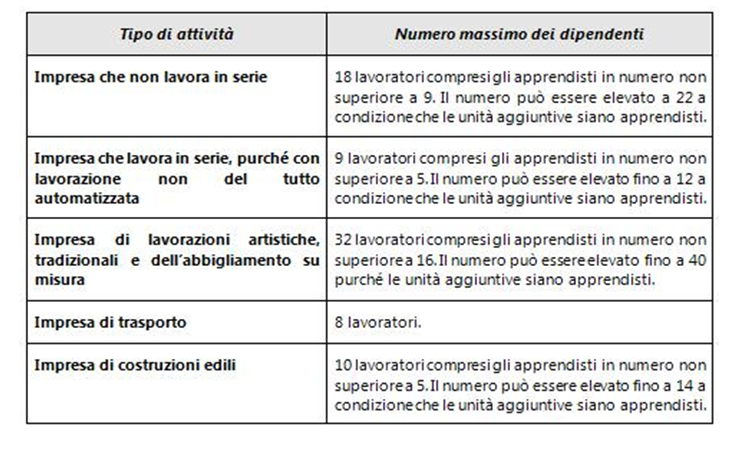 Tipo di attività
Numero massimo dei dipendenti
Impresa che non lavora in serie
18 lavoratori compresi gli apprendisti in numero non
superiore a 9. Il numero può essere elevato a 22 a
condizione che le unità aggiuntive siano apprendisti.
Impresa che lavora in serie, purché con
lavorazione non del tutto
automatizzata
9 lavoratori compresi gli apprendisti in numero non
superiore a 5. Il numero può essere elevato fino a 12 a
condizione che le unità aggiuntive siano apprendisti.
Impresa di lavorazioni artistiche,
tradizionali e dell'abbigliamento su
misura
32 lavoratori compresi gli apprendisti in numero non
superiore a 16. Il numero può essere elevato fino a 40
purché le unità aggiuntive siano apprendisti.
Impresa di trasporto
8 lavoratori.
Impresa di costruzioni edili
10 lavoratori compresi gli apprendisti in numero non
superiore a 5. Il numero può essere elevato fino a 14 a
condizione che le unità aggiuntive siano apprendisti.